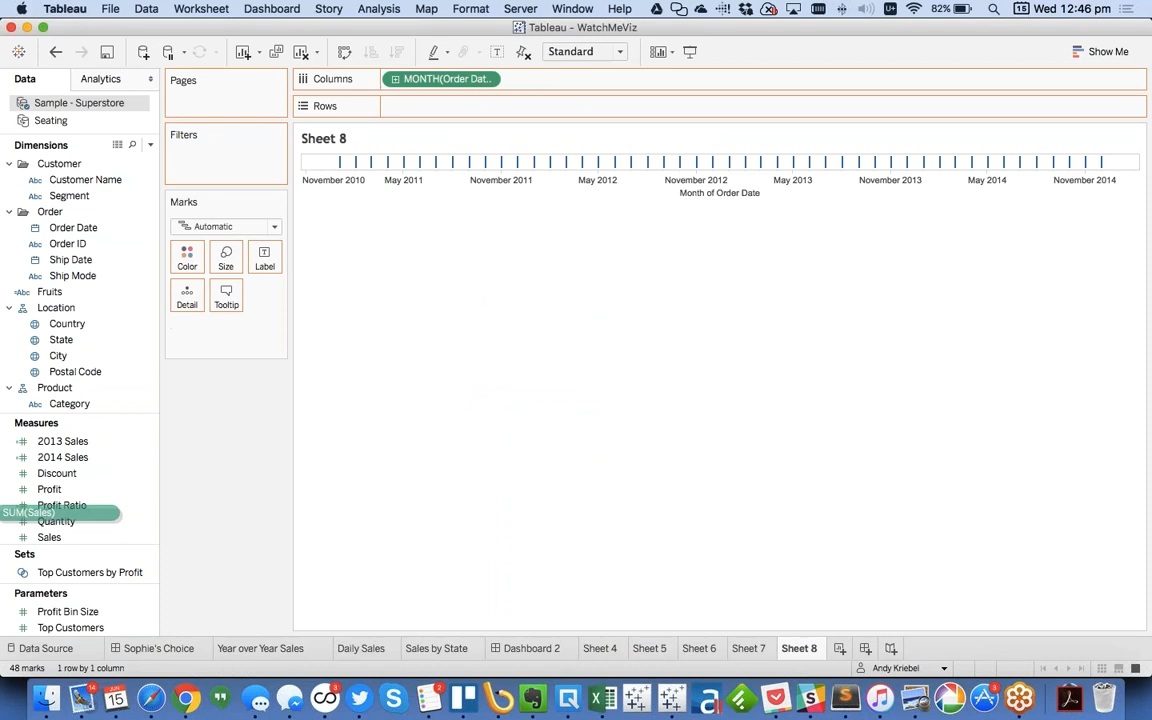 Tableau File Data Worksheet Dashboard Story Analysis Map Format Server Window Help 82% Wed 12:46 pm
Tableau - WatchMeViz
Standard Show Me
Data Analytics Pages Columns MONTH(Order Dat..
Sample - Superstore Rows
Seating
Dimensions Filters Sheet 8
Customer
Customer Name
Segment
Order
Order Date
Order ID
Ship Date
Ship Mode
Fruits
Location
Country
State
City
Postal Code
Product
Category
Marks
Automatic
Color Size Label
Detail Tooltip
November 2010 May 2011 November 2011 May 2012 November 2012 May 2013 November 2013 May 2014 November 2014
Month of Order Date
Measures
2013 Sales
2014 Sales
Discount
Profit
Profit Ratio
SUM(Sales)
Quantity
Sales
Sets
Top Customers by Profit
Parameters
Profit Bin Size
Top Customers
Data Source Sophie's Choice Year over Year Sales Daily Sales Sales by State Dashboard 2 Sheet 4 Sheet 5 Sheet 6 Sheet 7 Sheet 8
48 marks 1 row by 1 column Andy Kriebel